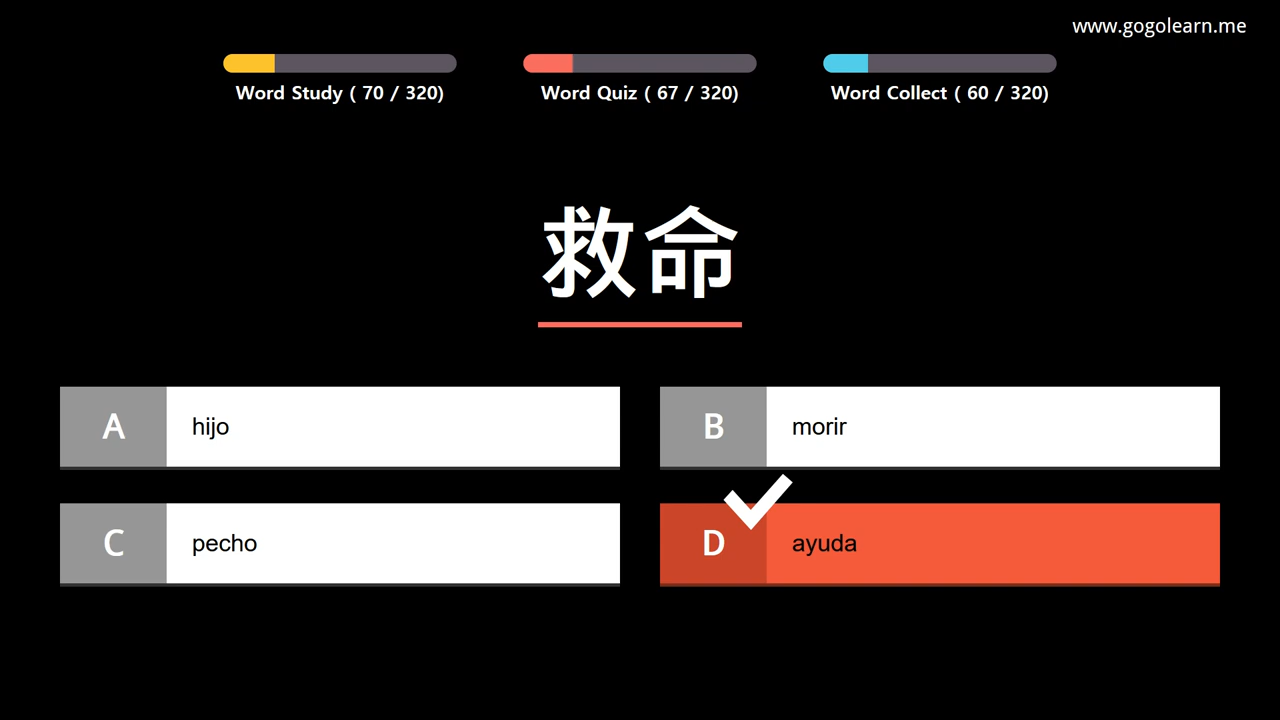 www.gogolearn.me
Word Study ( 70 / 320)
Word Quiz ( 67 / 320)
Word Collect ( 60 / 320)
救命
A hijo
B morir
C pecho
D ayuda